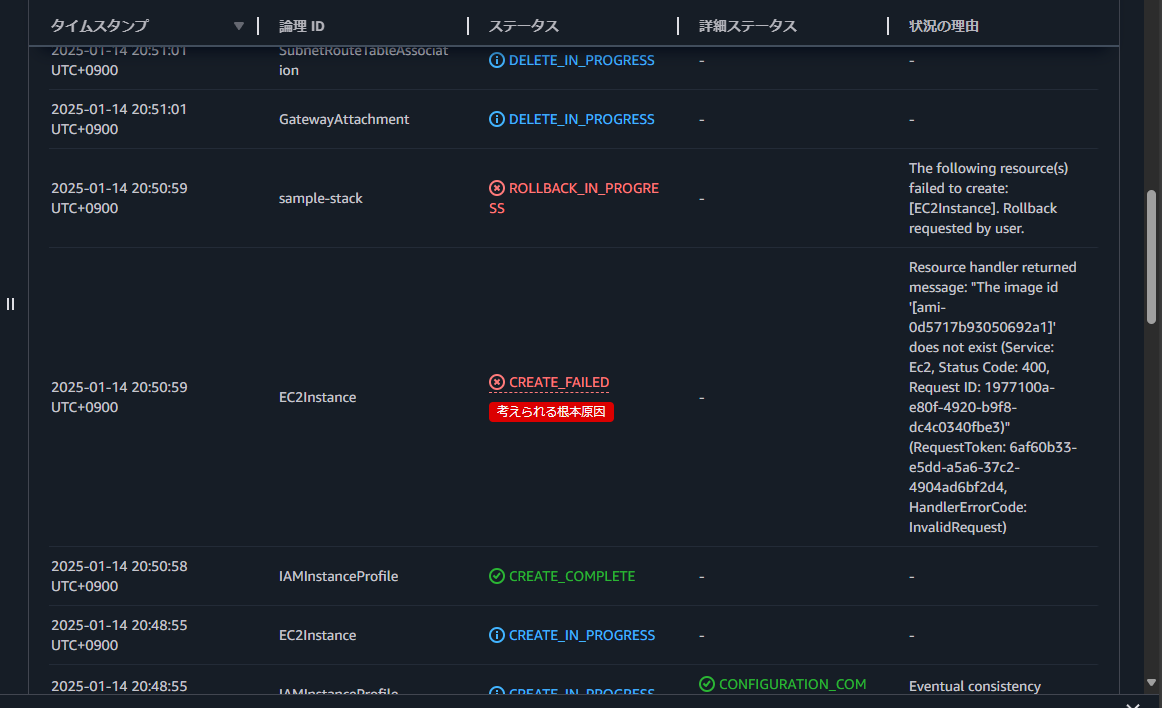 タイムスタンプ
論理 ID
ステータス
詳細ステータス
状況の理由
2025-01-14 20:51:01
UTC+0900
SubnetRouteTableAssociat
ion
DELETE_IN_PROGRESS
-
-
2025-01-14 20:51:01
UTC+0900
GatewayAttachment
DELETE_IN_PROGRESS
-
-
2025-01-14 20:50:59
UTC+0900
sample-stack
ROLLBACK_IN_PROGRE
SS
-
The following resource(s)
failed to create:
[EC2Instance]. Rollback
requested by user.
2025-01-14 20:50:59
UTC+0900
EC2Instance
CREATE_FAILED
考えられる根本原因
-
Resource handler returned
message: "The image id
'[ami-
0d5717b93050692a1]'
does not exist (Service:
Ec2, Status Code: 400,
Request ID: 1977100a-
e80f-4920-b9f8-
dc4c0340fbe3)"
(RequestToken: 6af60b33-
e5dd-a5a6-37c2-
4904ad6bf2d4,
HandlerErrorCode:
InvalidRequest)
2025-01-14 20:50:58
UTC+0900
IAMInstanceProfile
CREATE_COMPLETE
-
-
2025-01-14 20:48:55
UTC+0900
EC2Instance
CREATE_IN_PROGRESS
-
-
2025-01-14 20:48:55
IAMInstanceProfile
CREATE_IN_PROGRESS
CONFIGURATION_COM
Eventual consistency